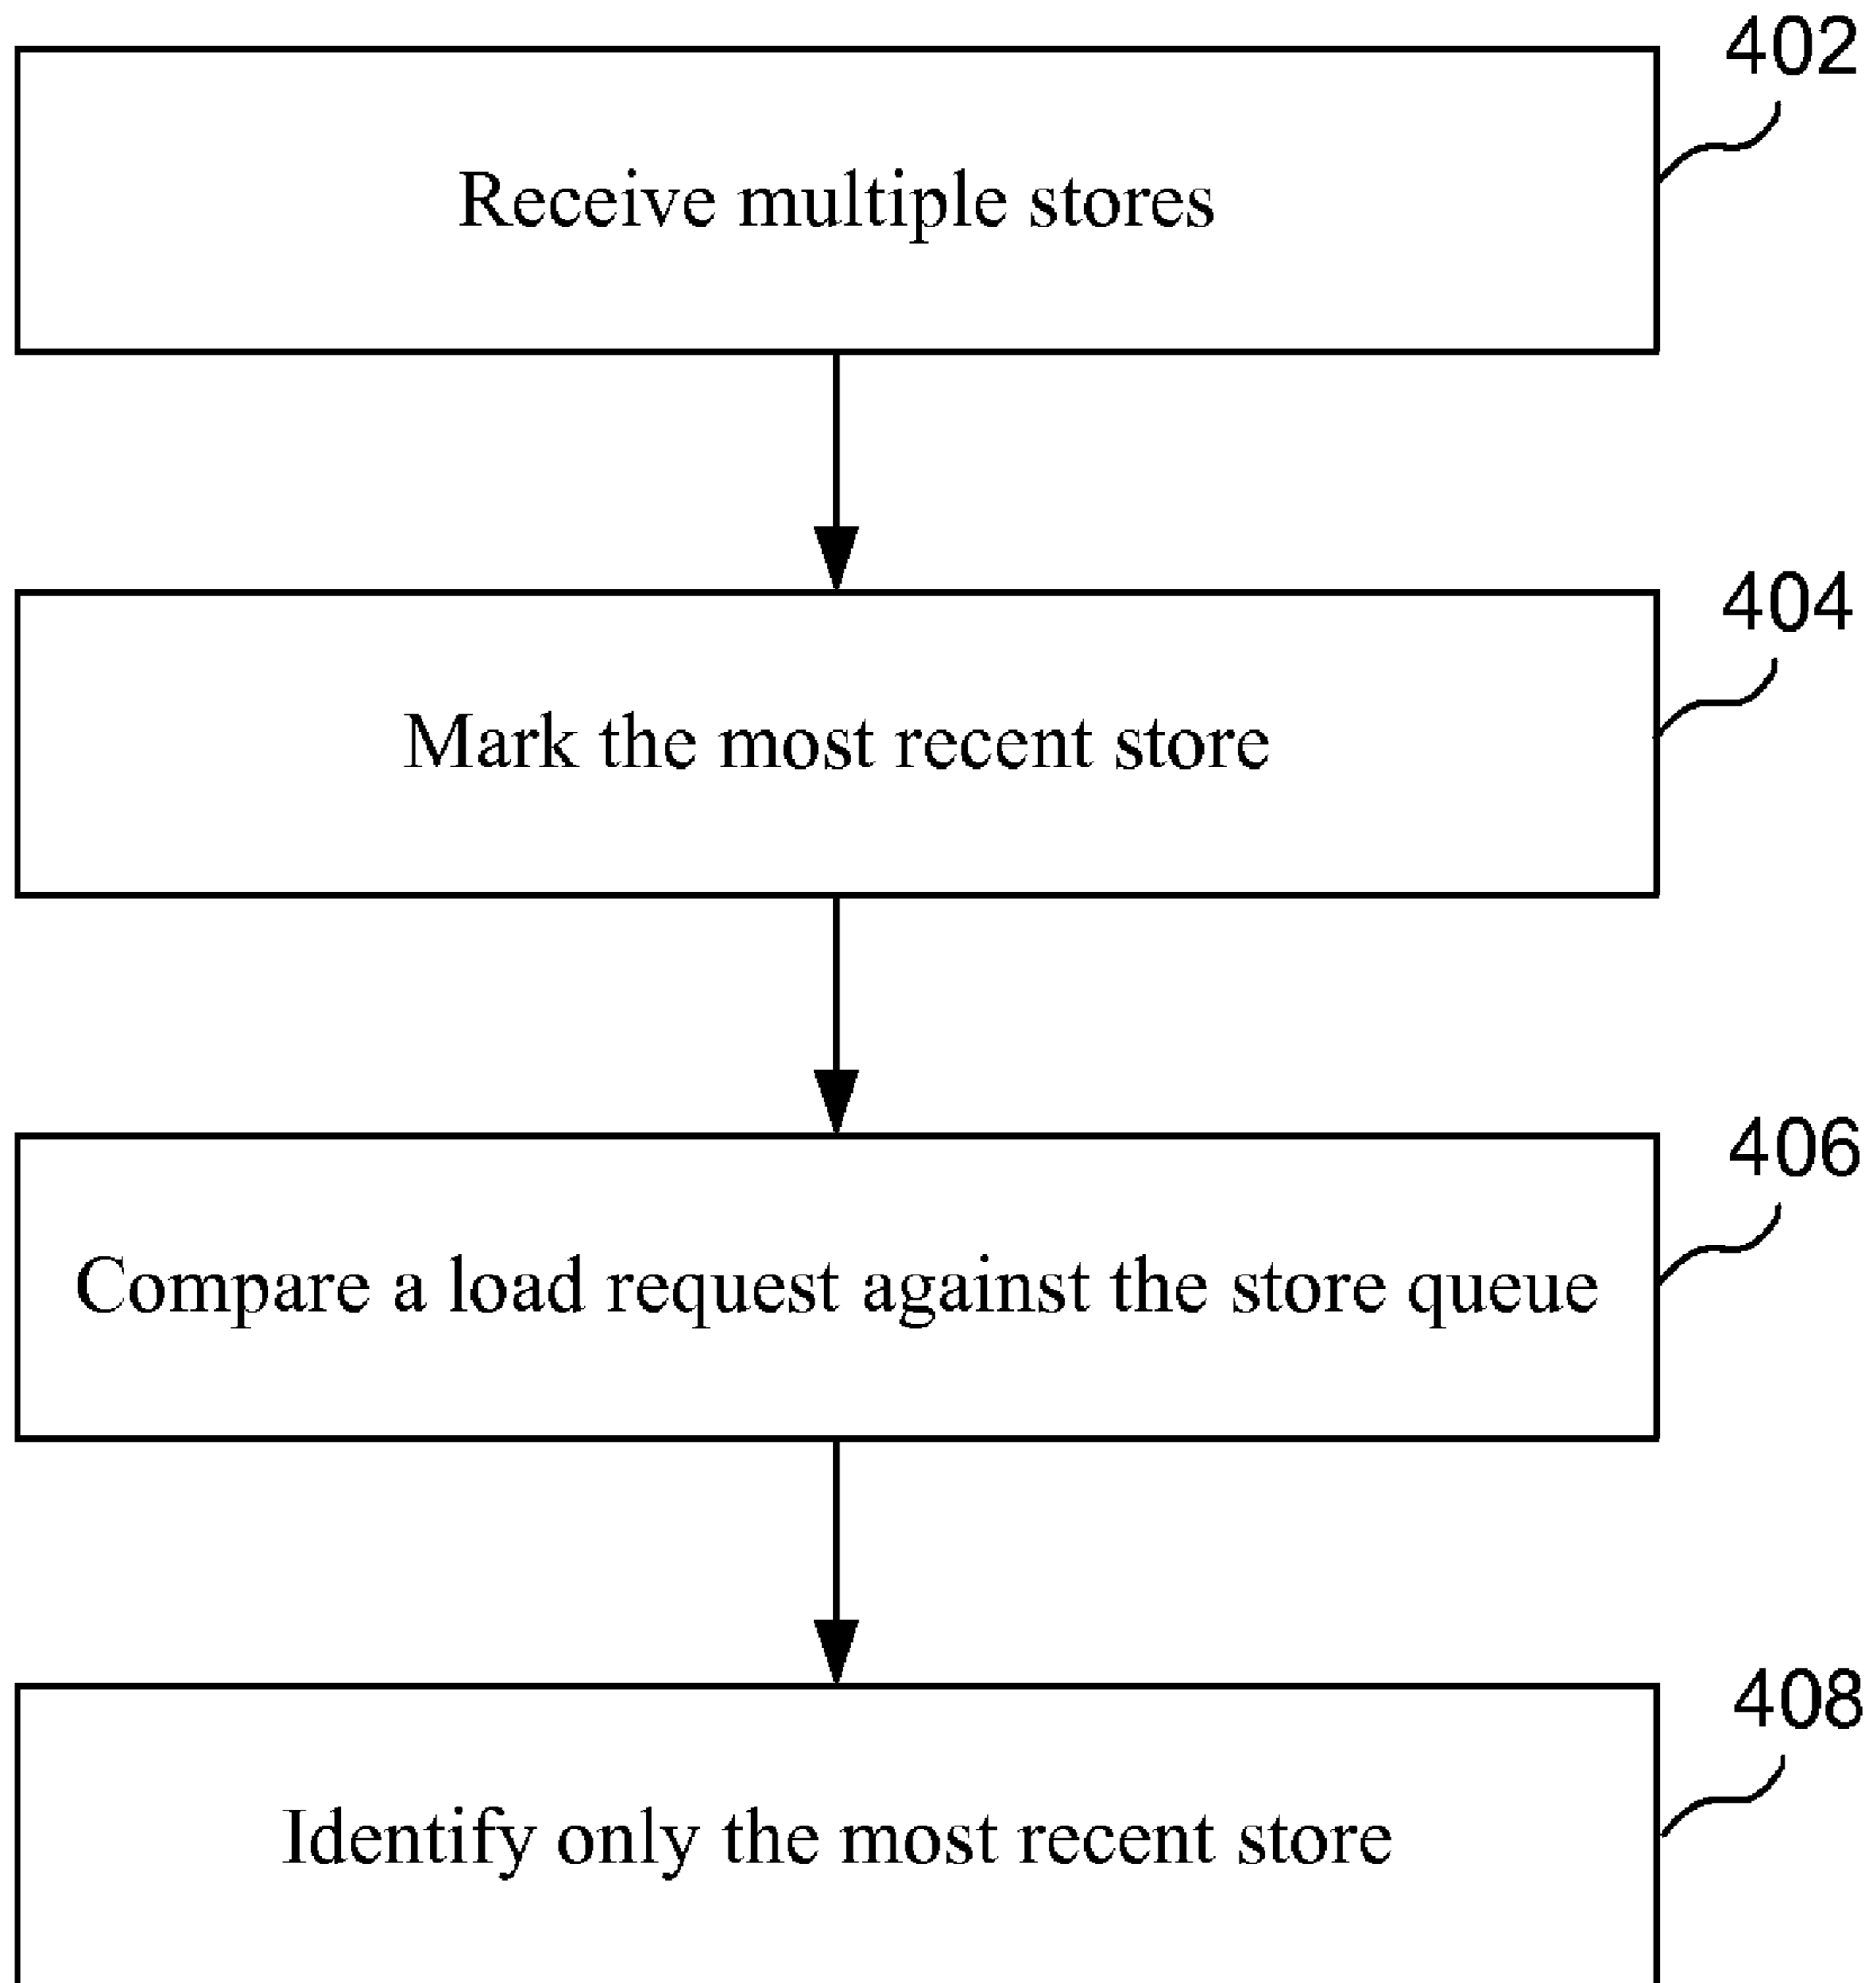 402
Receive multiple stores
404
Mark the most recent store
406
Compare a load request against the store queue
408
Identify only the most recent store